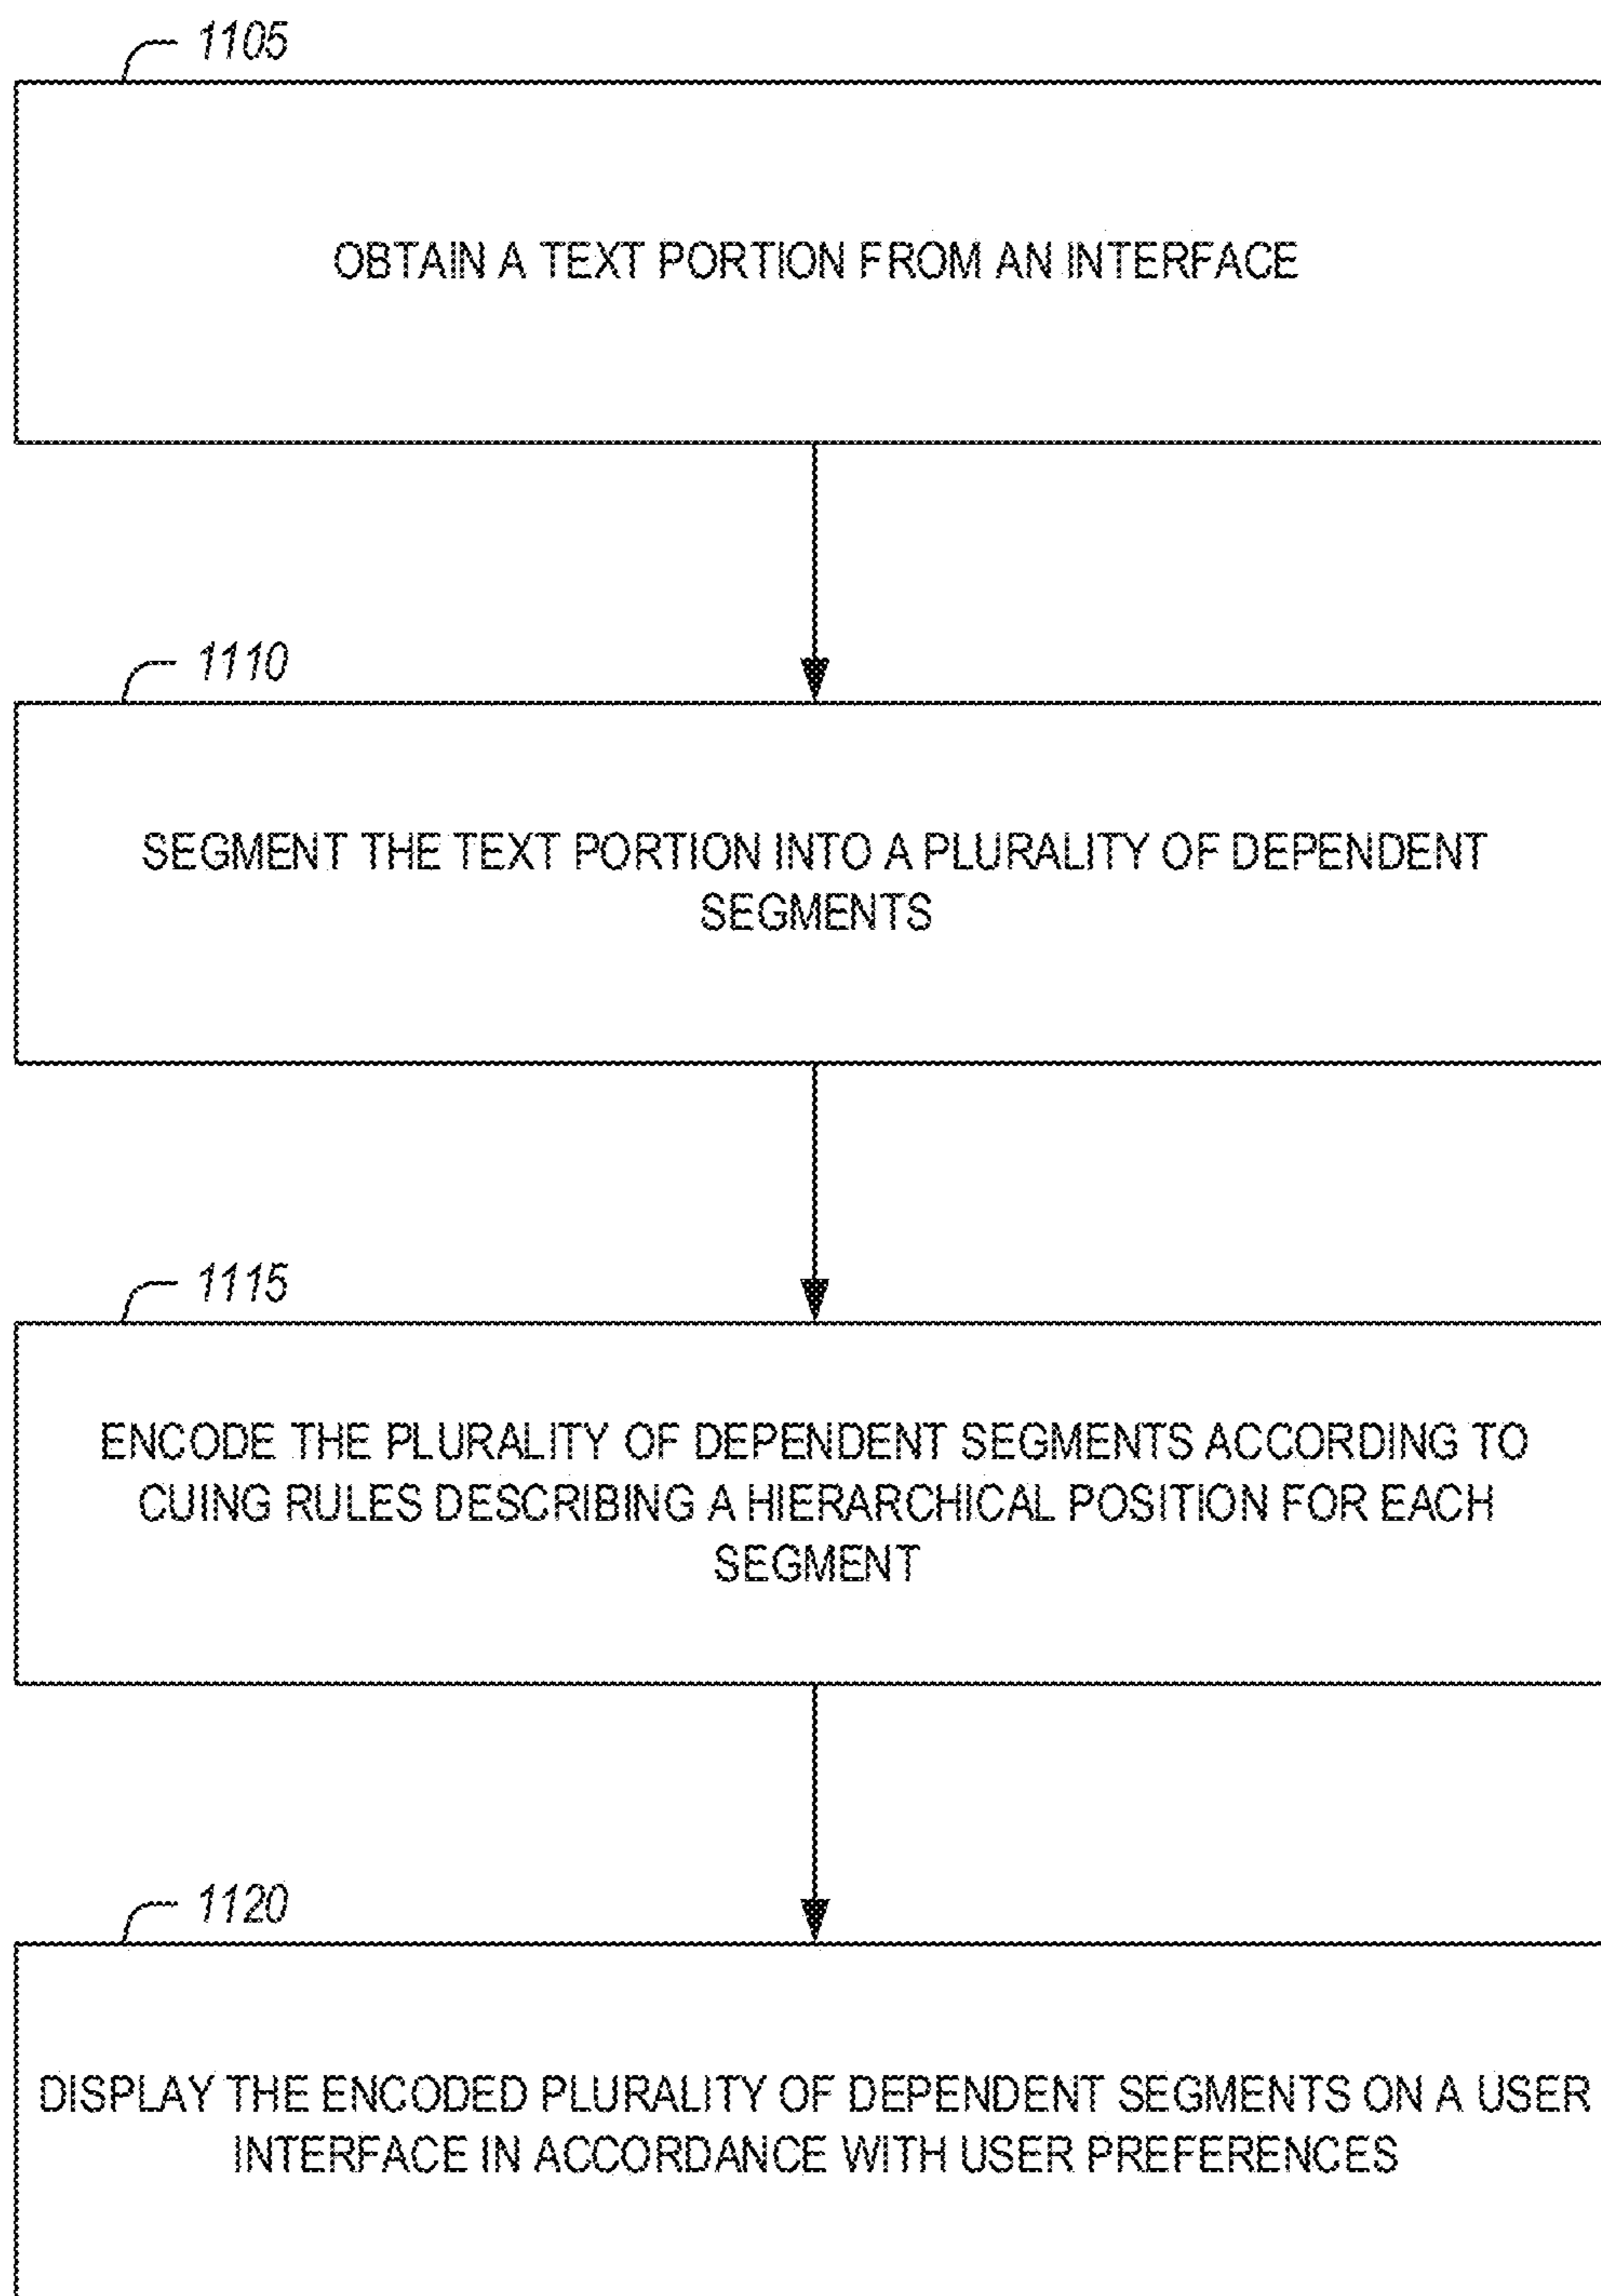 1105
OBTAIN A TEXT PORTION FROM AN INTERFACE
1110
SEGMENT THE TEXT PORTION INTO A PLURALITY OF DEPENDENT
SEGMENTS
1115
ENCODE THE PLURALITY OF DEPENDENT SEGMENTS ACCORDING TO
CUING RULES DESCRIBING A HIERARCHICAL POSITION FOR EACH
SEGMENT
1120
DISPLAY THE ENCODED PLURALITY OF DEPENDENT SEGMENTS ON A USER
INTERFACE IN ACCORDANCE WITH USER PREFERENCES